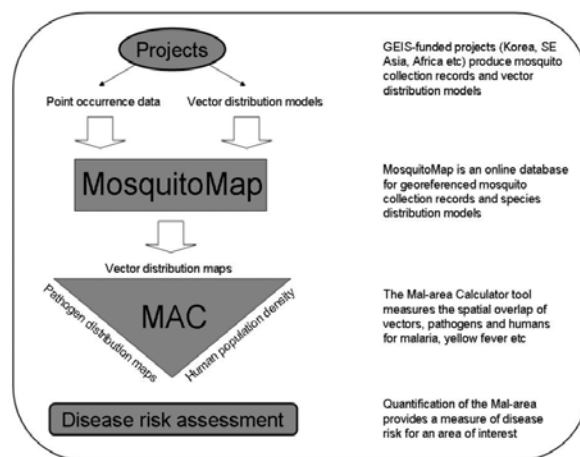 Projects
GEIS-funded projects (Korea, SE
Asia, Africa etc) produce mosquito
collection records and vector
distribution models
Point occurrence data
Vector distribution models
MosquitoMap
MosquitoMap is an online database
for georeferenced mosquito
collection records and species
distribution models
Vector distribution maps
Pathogen distribution maps
MAC
Human population density
The Mal-area Calculator tool
measures the spatial overlap of
vectors, pathogens and humans
for malaria, yellow fever etc
Disease risk assessment
Quantification of the Mal-area
provides a measure of disease
risk for an area of interest